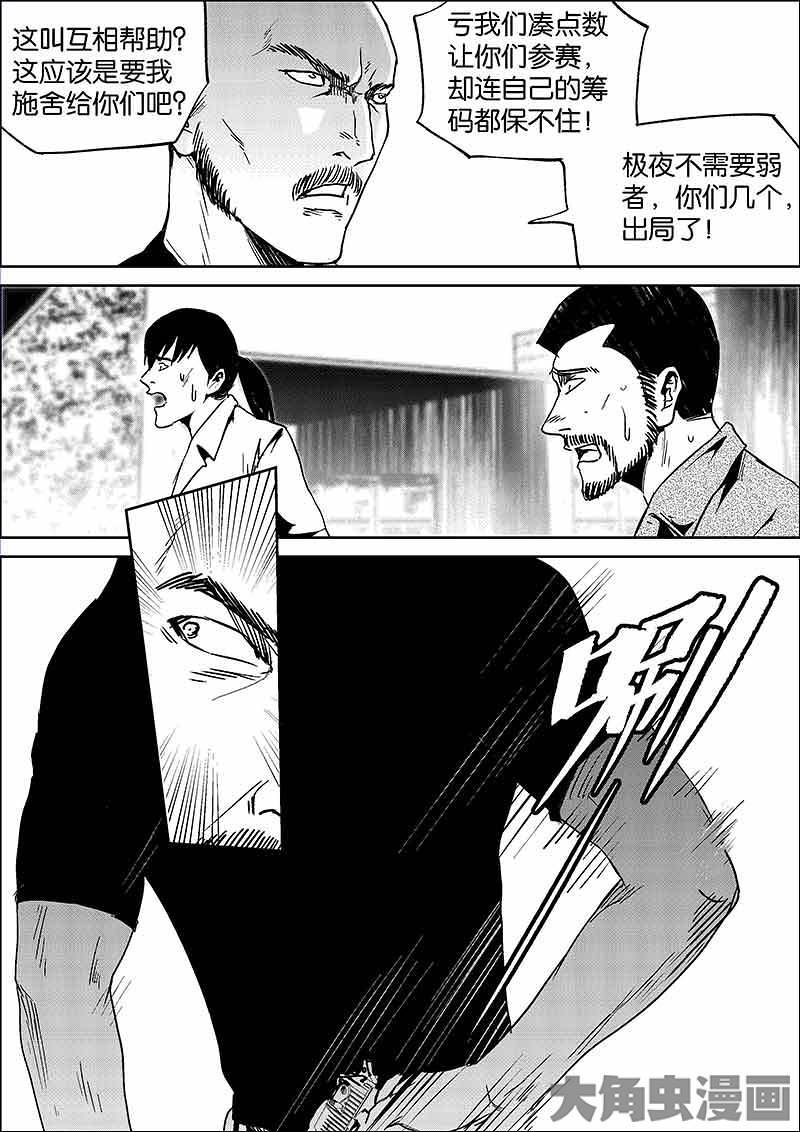 这叫互相帮助？
这应该是要我
施舍给你们吧？
亏我们凑点数
让你们参赛，
却连自己的筹
码都保不住！
极夜不需要弱
者，你们几个，
出局了！
唰
大角虫漫画